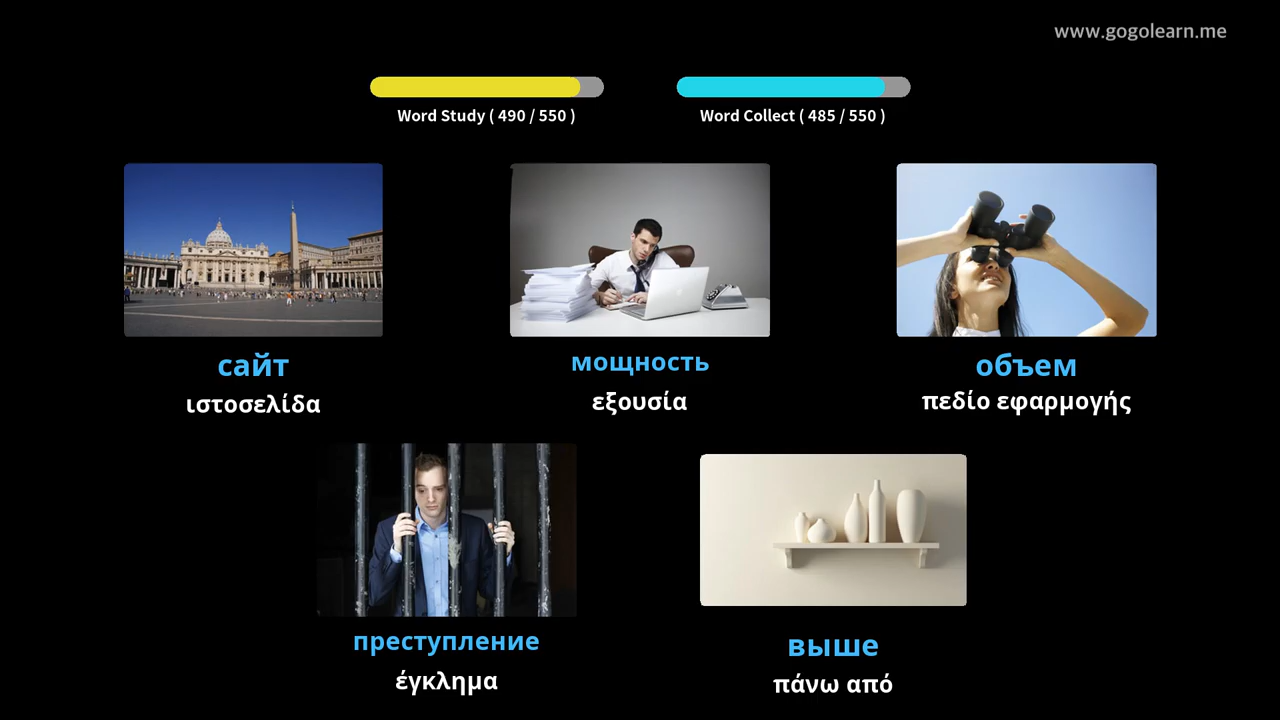 www.gogolearn.me
Word Study ( 490 / 550 )
Word Collect ( 485 / 550 )
сайт
ιστοσελίδα
мощность
εξουσία
объем
πεδίο εφαρμογής
преступление
έγκλημα
выше
πάνω από